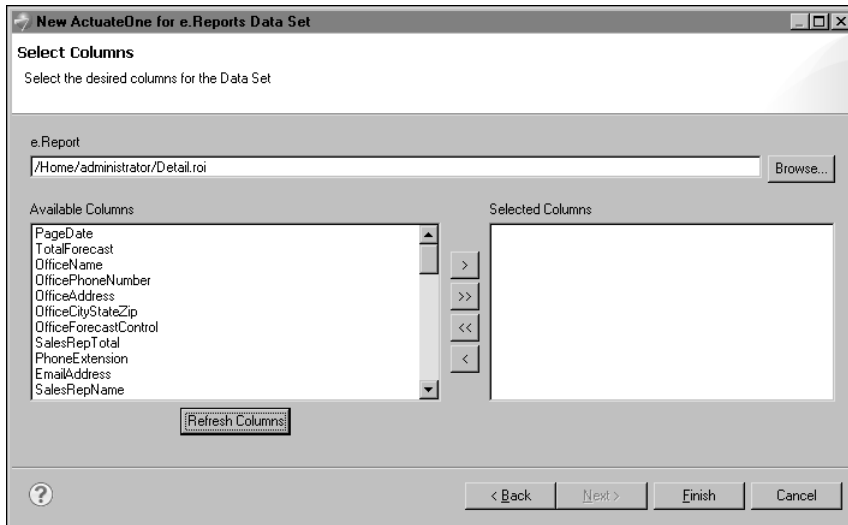 New ActuateOne for e.Reports Data Set
Select Columns
Select the desired columns for the Data Set
e.Report
/Home/administrator/Detail.roi
Browse...
Available Columns
Selected Columns
PageDate
TotalForecast
OfficeName
OfficePhoneNumber
OfficeAddress
OfficeCityStateZip
OfficeForecastControl
SalesRepTotal
PhoneExtension
EmailAddress
SalesRepName
>
>>
<<
<
Refresh Columns
?
< Back
Next >
Finish
Cancel